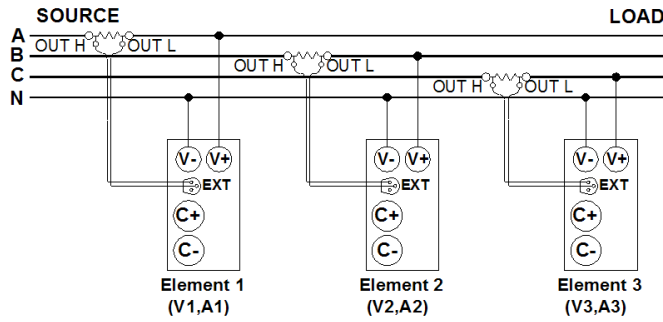 SOURCE LOAD
A
OUT H OUT L
B
OUT H OUT L
C
OUT H OUT L
N
V- V+ V- V+ V- V+
EXT EXT EXT
C+ C+ C+
C- C- C-
Element 1 Element 2 Element 3
(V1,A1) (V2,A2) (V3,A3)